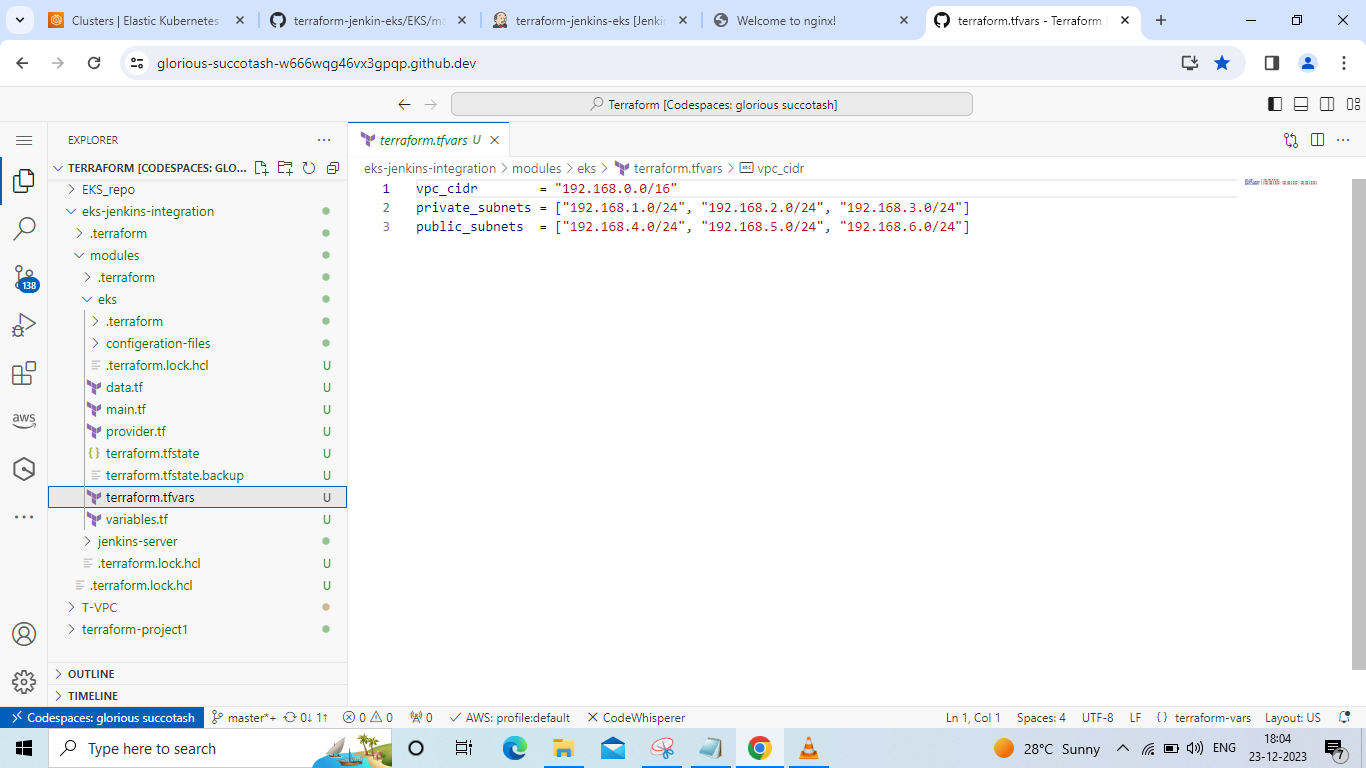 Clusters | Elastic Kubernetes
terraform-jenkin-eks/EKS/ma
terraform-jenkins-eks [Jenkin
Welcome to nginx!
terraform.tfvars - Terraform [
glorious-succotash-w666wqg46vx3gpqp.github.dev
Terraform [Codespaces: glorious succotash]
EXPLORER
terraform.tfvars U
TERRAFORM [CODESPACES: GLO...
eks-jenkins-integration > modules > eks > terraform.tfvars > vpc_cidr
EKS_repo
eks-jenkins-integration
.terraform
modules
.terraform
eks
.terraform
configeration-files
.terraform.lock.hcl U
data.tf U
main.tf U
provider.tf U
terraform.tfstate U
terraform.tfstate.backup U
terraform.tfvars U
variables.tf U
jenkins-server
.terraform.lock.hcl U
.terraform.lock.hcl U
T-VPC
terraform-project1
OUTLINE
TIMELINE
1 vpc_cidr = "192.168.0.0/16"
2 private_subnets = ["192.168.1.0/24", "192.168.2.0/24", "192.168.3.0/24"]
3 public_subnets = ["192.168.4.0/24", "192.168.5.0/24", "192.168.6.0/24"]
138
aws
Codespaces: glorious succotash master*+ 0↓ 1↑ 0 0 0 AWS: profile:default CodeWhisperer Ln 1, Col 1 Spaces: 4 UTF-8 LF {} terraform-vars Layout: US
Type here to search
28°C Sunny
ENG
18:04
23-12-2023
7